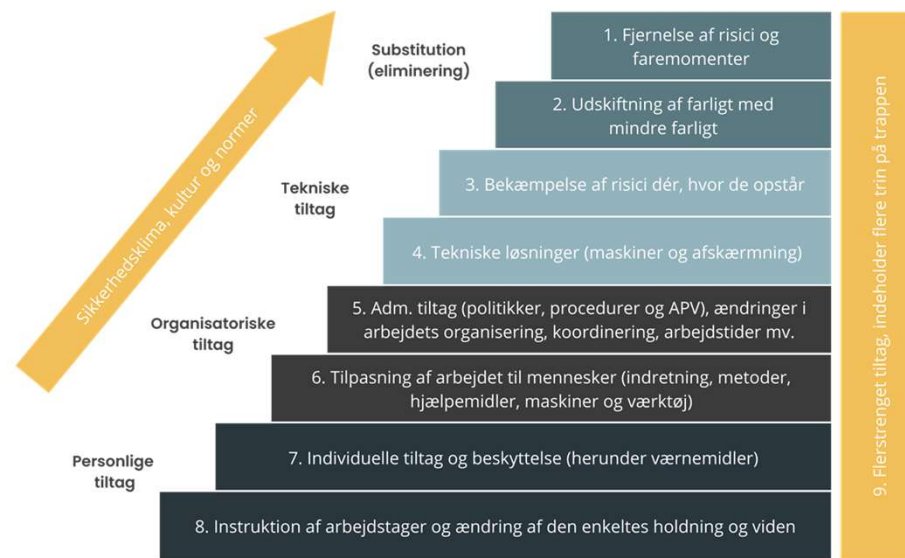 Substitution
(eliminering)
1. Fjernelse af risici og
faremomenter
2. Udskiftning af farligt med
mindre farligt
Tekniske
tiltag
3. Bekæmpelse af risici dér, hvor de opstår
4. Tekniske løsninger (maskiner og afskærmning)
Organisatoriske
tiltag
5. Adm. tiltag (politikker, procedurer og APV), ændringer i
arbejdets organisering, koordinering, arbejdstider mv.
6. Tilpasning af arbejdet til mennesker (indretning, metoder,
hjælpemidler, maskiner og værktøj)
Personlige
tiltag
7. Individuelle tiltag og beskyttelse (herunder værnemidler)
8. Instruktion af arbejdstager og ændring af den enkeltes holdning og viden
Sikkerhedsklima, kultur og normer
9. Flerstrenget tiltag, indeholder flere trin på trappen